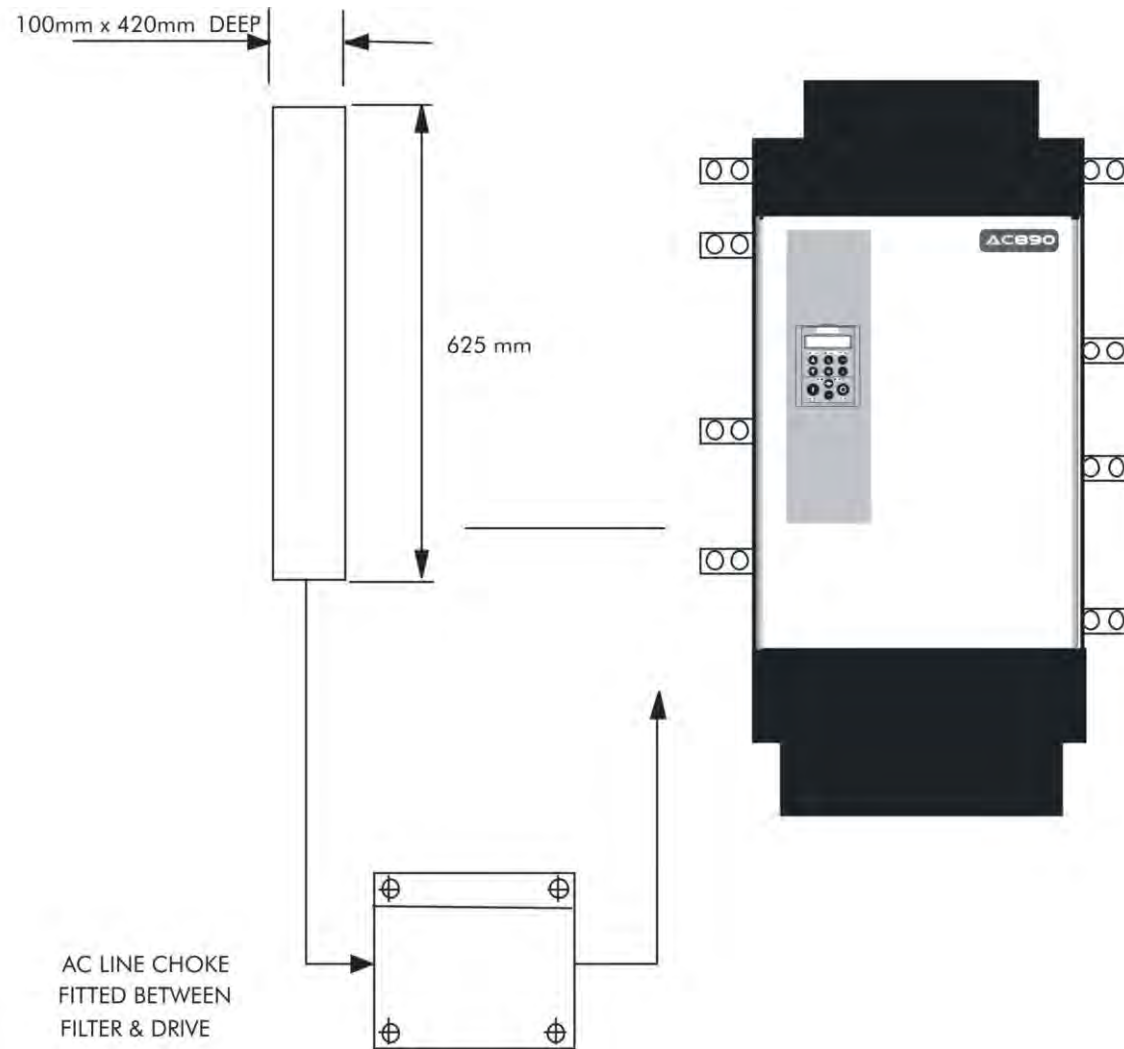 100mm x 420mm DEEP
AC890
625 mm
AC LINE CHOKE
FITTED BETWEEN
FILTER & DRIVE